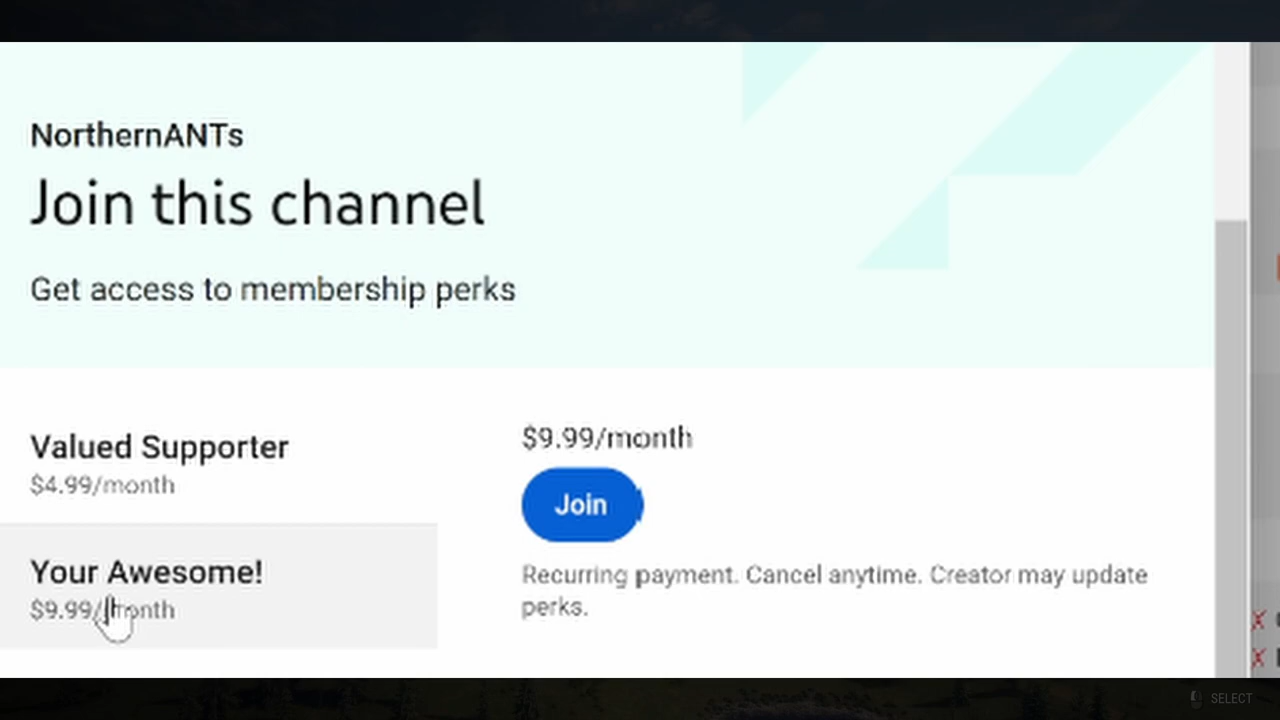 NorthernANTs
Join this channel
Get access to membership perks
Valued Supporter
$4.99/month
Your Awesome!
$9.99/month
$9.99/month
Join
Recurring payment. Cancel anytime. Creator may update
perks.
X
X
SELECT